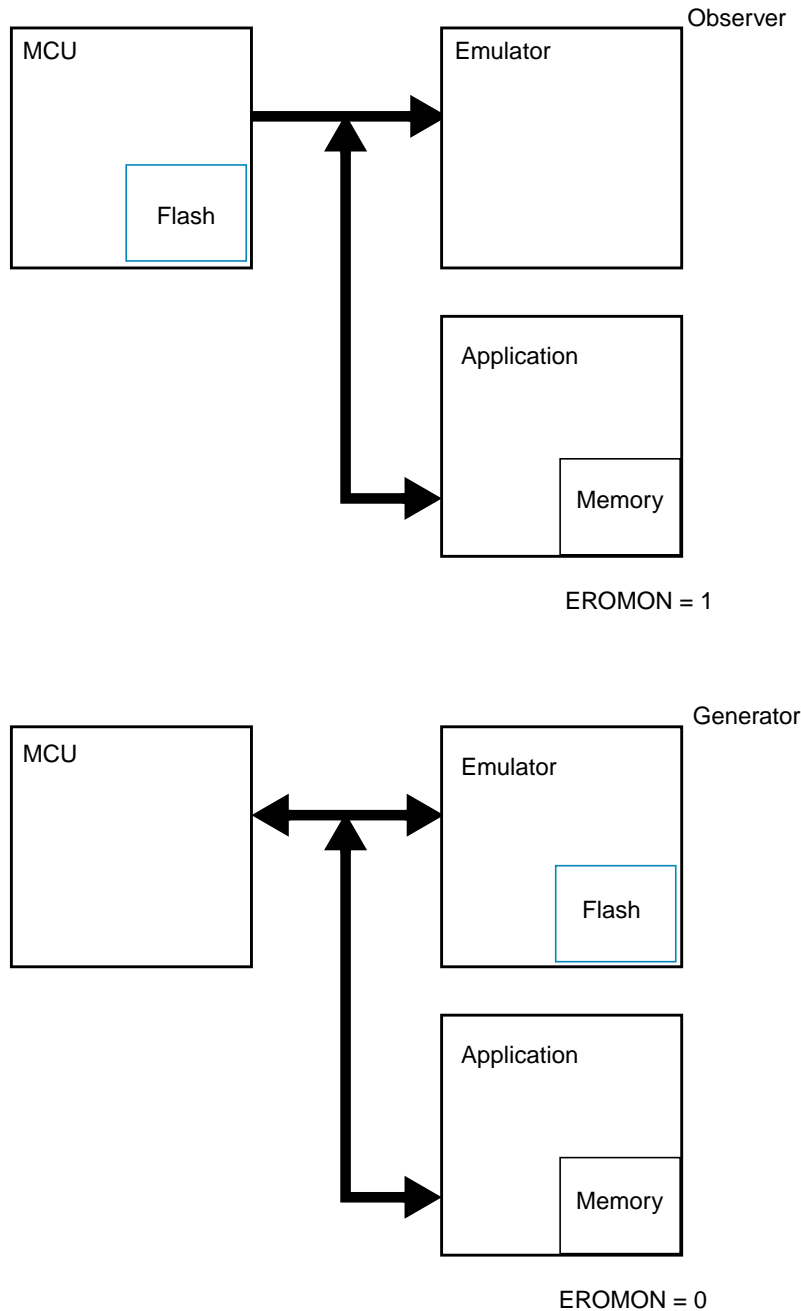 Observer
MCU
Emulator
Flash
Application
Memory
EROMON = 1
Generator
MCU
Emulator
Flash
Application
Memory
EROMON = 0